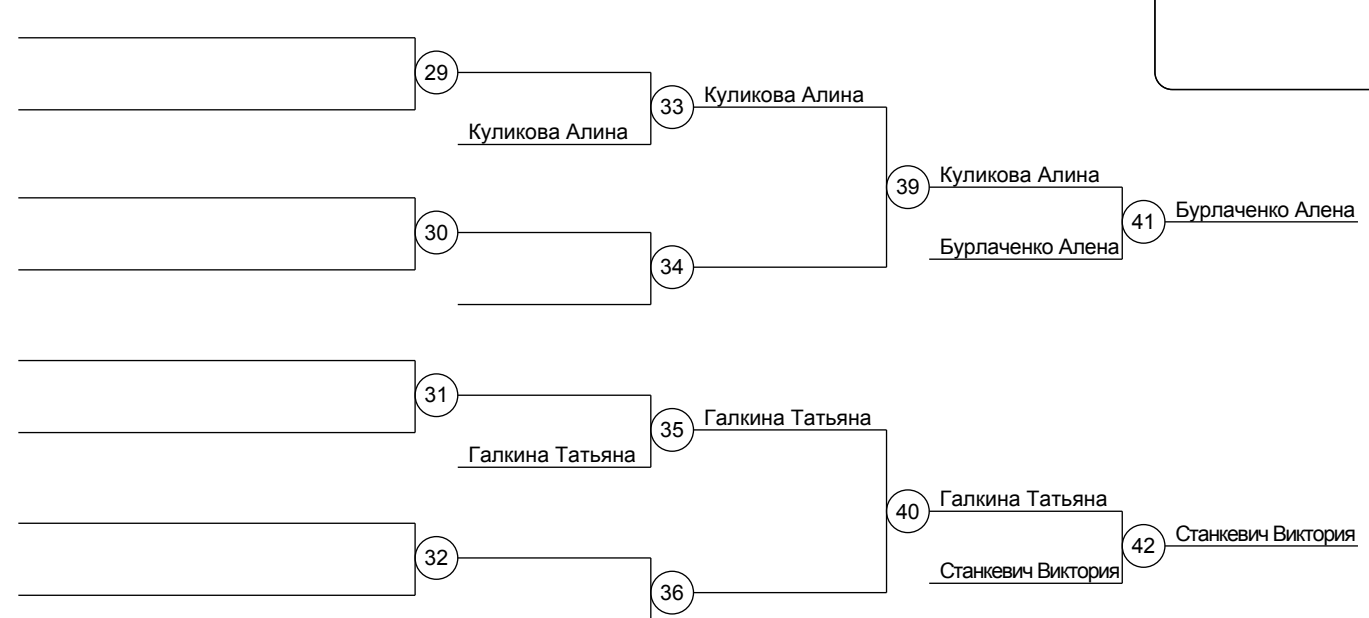 29
33
Куликова Алина
Куликова Алина
39
Куликова Алина
41
Бурлаченко Алена
30
Бурлаченко Алена
34
31
35
Галкина Татьяна
Галкина Татьяна
40
Галкина Татьяна
42
Станкевич Виктория
32
Станкевич Виктория
36